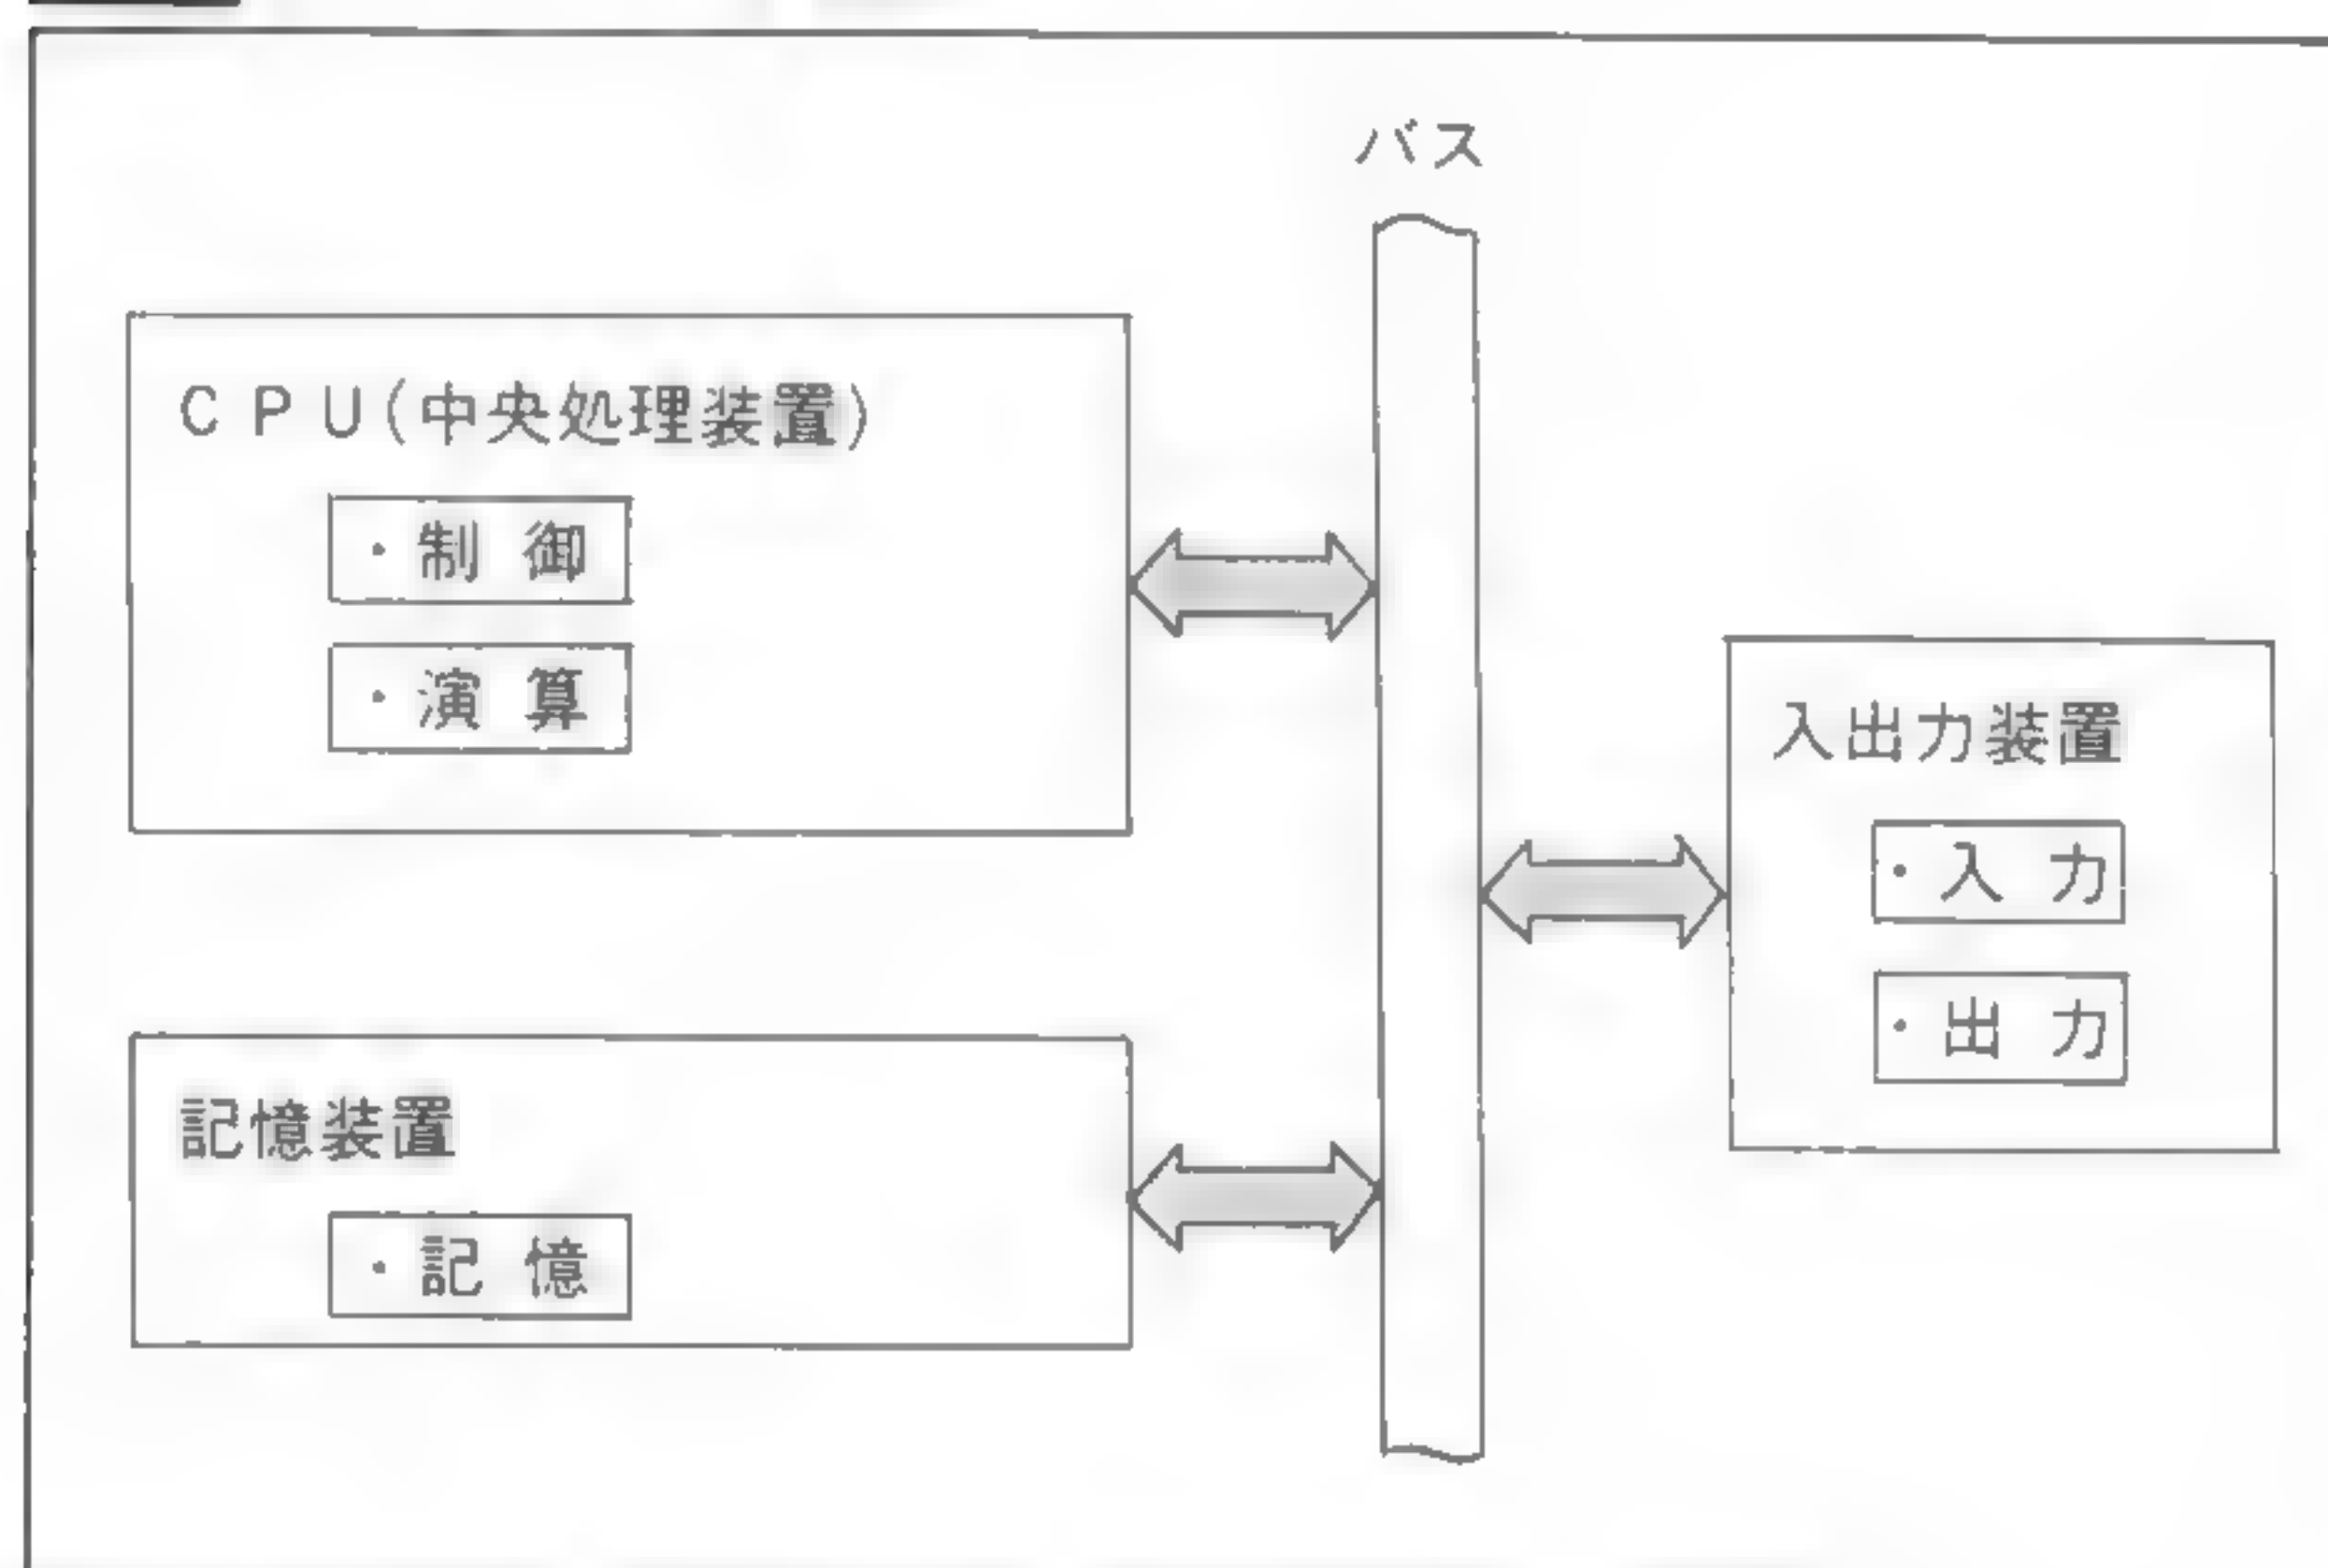 バス
CPU(中央処理装置)
・制御
・演算
入出力装置
・入力
・出力
記憶装置
・記憶